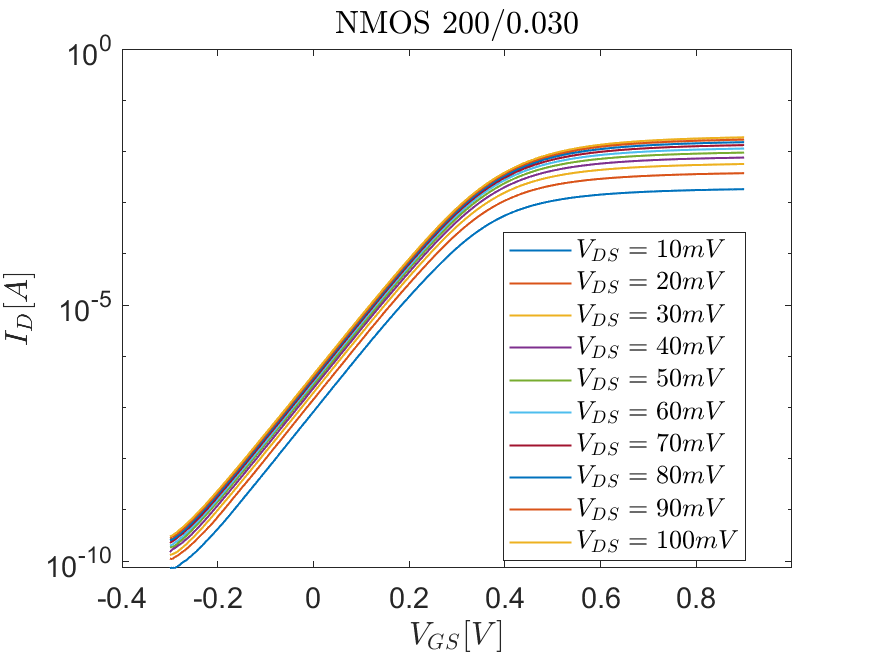 NMOS 200/0.030
10^0
10^-5
10^-10
I_D[A]
-0.4 -0.2 0 0.2 0.4 0.6 0.8
V_GS[V]
V_DS = 10mV
V_DS = 20mV
V_DS = 30mV
V_DS = 40mV
V_DS = 50mV
V_DS = 60mV
V_DS = 70mV
V_DS = 80mV
V_DS = 90mV
V_DS = 100mV